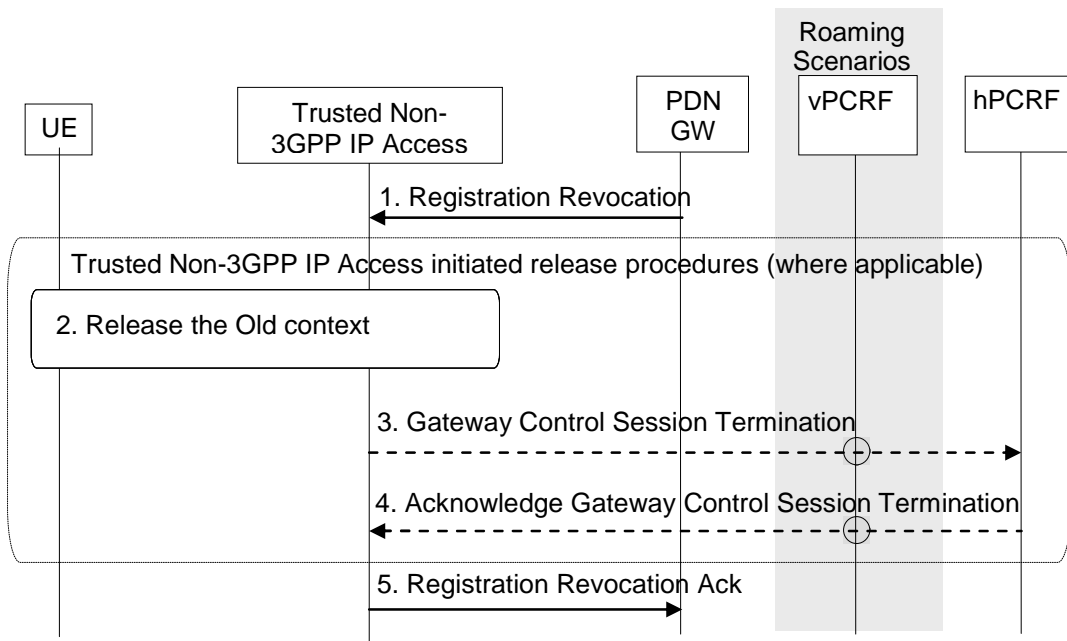 Roaming
Scenarios
UE
Trusted Non-
3GPP IP Access
PDN
GW
vPCRF
hPCRF
1. Registration Revocation
Trusted Non-3GPP IP Access initiated release procedures (where applicable)
2. Release the Old context
3. Gateway Control Session Termination
4. Acknowledge Gateway Control Session Termination
5. Registration Revocation Ack